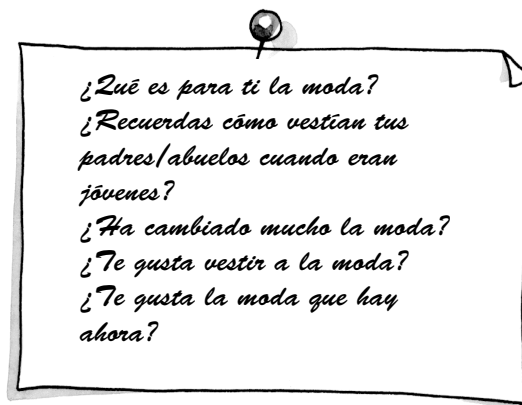 ¿Qué es para ti la moda?
¿Recuerdas cómo vestían tus
padres/abuelos cuando eran
jóvenes?
¿Ha cambiado mucho la moda?
¿Te gusta vestir a la moda?
¿Te gusta la moda que hay
ahora?